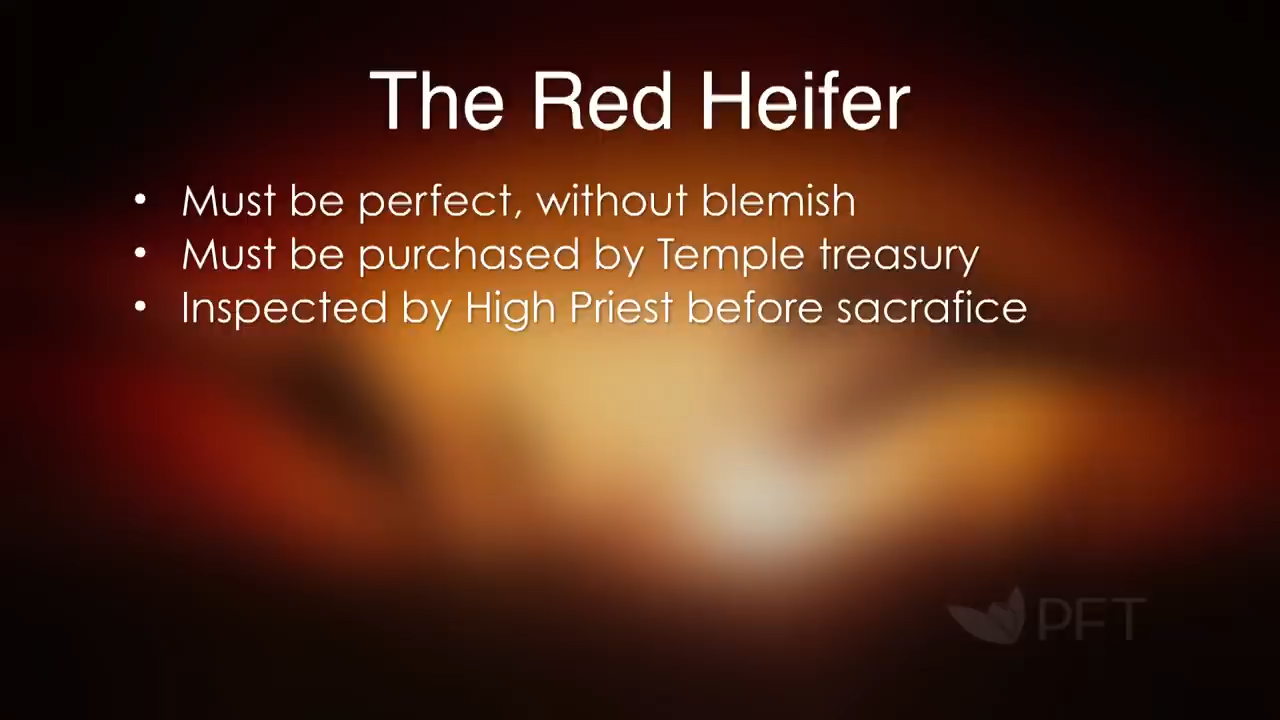 The Red Heifer
• Must be perfect, without blemish
• Must be purchased by Temple treasury
• Inspected by High Priest before sacrafice
PFT